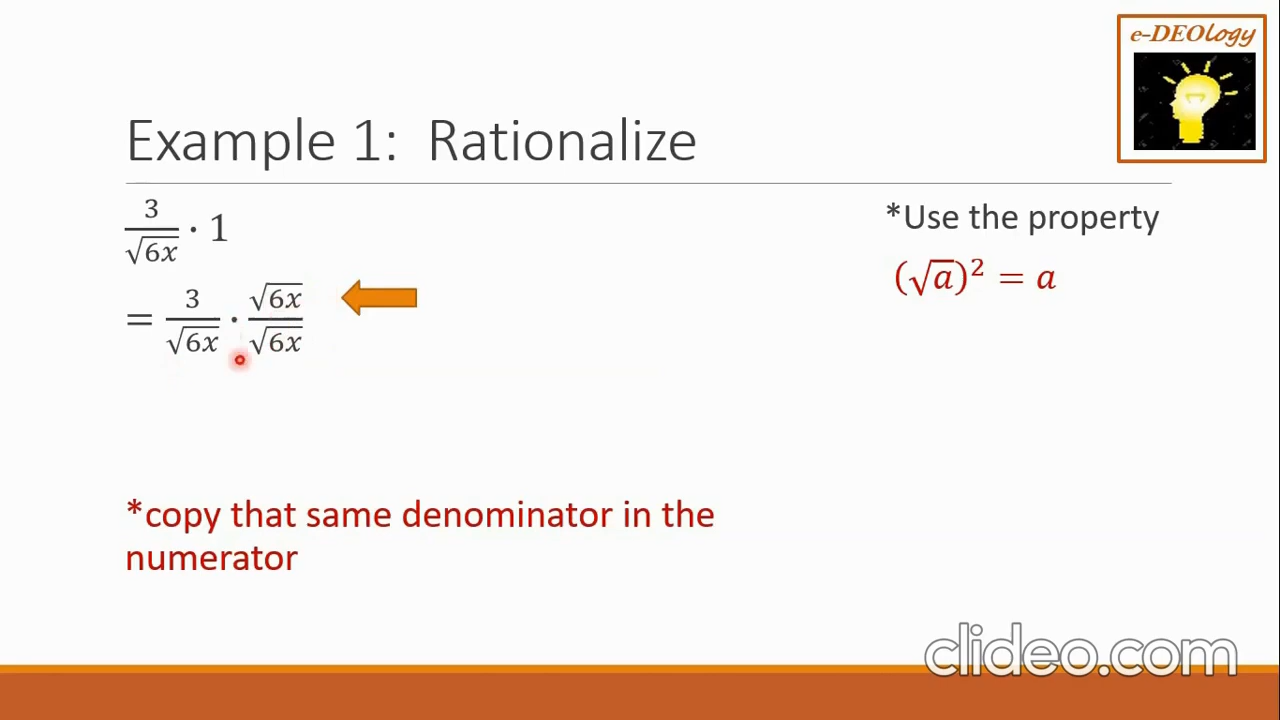 e-DEOlogy
Example 1: Rationalize
3/√6x · 1
= 3/√6x · √6x/√6x
*Use the property
(√a)² = a
*copy that same denominator in the
numerator
clideo.com